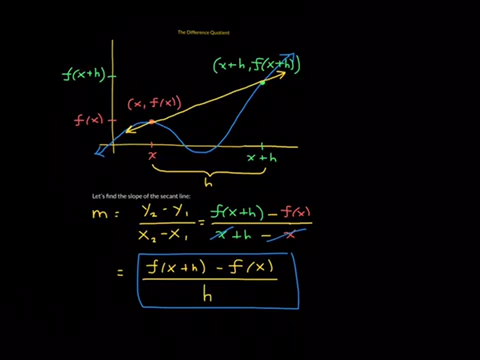 The Difference Quotient
f(x+h)
(x+h, f(x+h))
f(x)
(x, f(x))
x
x+h
h
Let's find the slope of the secant line:
m = y₂ - y₁ / x₂ - x₁ = f(x+h) - f(x) / x + h - x
= f(x+h) - f(x) / h